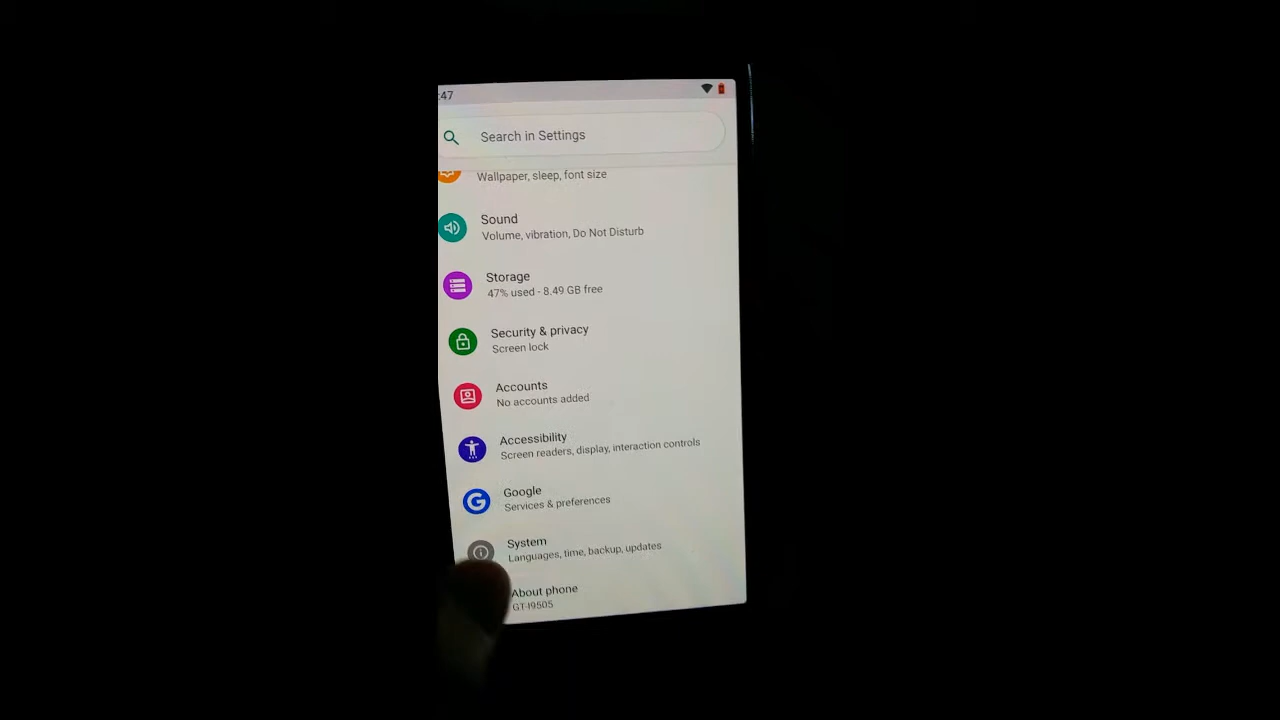 :47
Search in Settings
Wallpaper, sleep, font size
Sound
Volume, vibration, Do Not Disturb
Storage
47% used - 8.49 GB free
Security & privacy
Screen lock
Accounts
No accounts added
Accessibility
Screen readers, display, interaction controls
Google
Services & preferences
System
Languages, time, backup, updates
About phone
GT-I9505